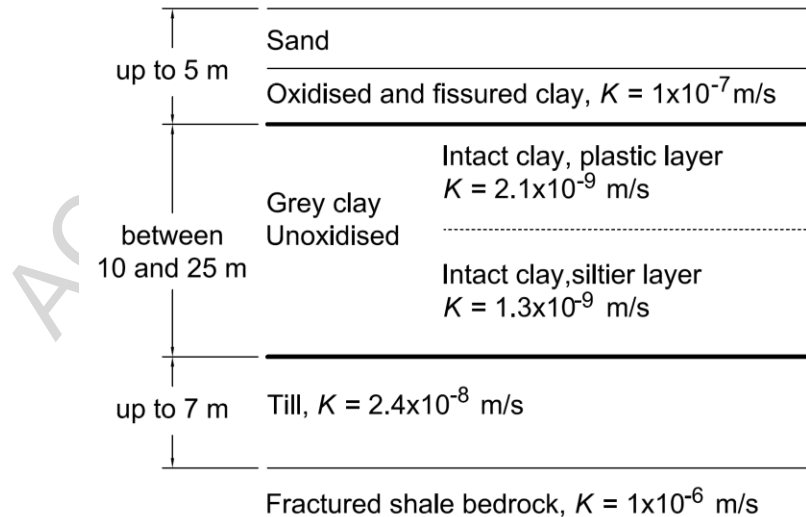 up to 5 m
Sand
Oxidised and fissured clay, K = 1x10⁻⁷m/s
between
10 and 25 m
Grey clay
Unoxidised
Intact clay, plastic layer
K = 2.1x10⁻⁹ m/s
Intact clay,siltier layer
K = 1.3x10⁻⁹ m/s
up to 7 m
Till, K = 2.4x10⁻⁸ m/s
Fractured shale bedrock, K = 1x10⁻⁶ m/s